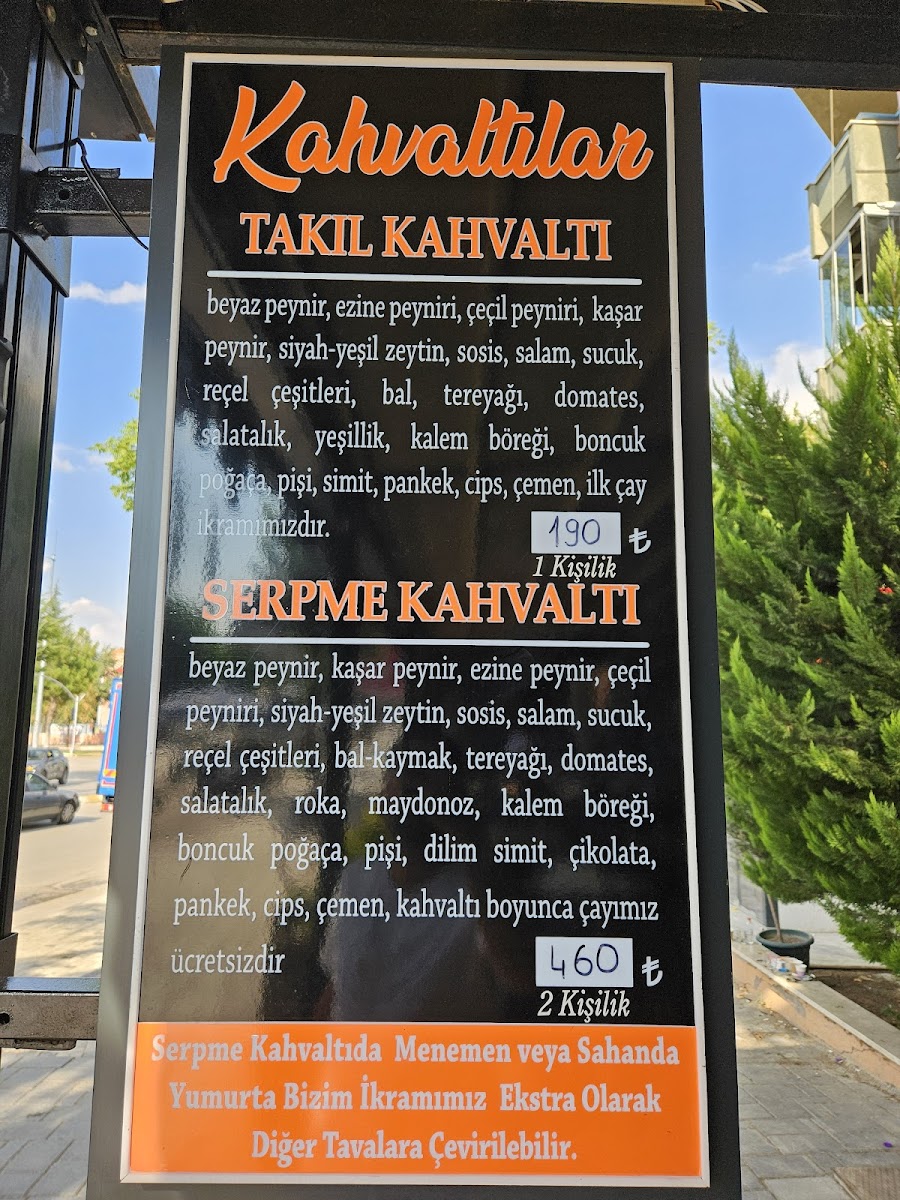 Kahvaltılar
TAKIL KAHVALTI
beyaz peynir, ezine peyniri, çeçil peyniri, kaşar
peynir, siyah-yeşil zeytin, sosis, salam, sucuk,
reçel çeşitleri, bal, tereyağı, domates,
salatalık, yeşillik, kalem böreği, boncuk
poğaça, pişi, simit, pankek, cips, çemen, ilk çay
ikramımızdır.
190 ₺
1 Kişilik
SERPME KAHVALTI
beyaz peynir, kaşar peynir, ezine peynir, çeçil
peyniri, siyah-yeşil zeytin, sosis, salam, sucuk,
reçel çeşitleri, bal-kaymak, tereyağı, domates,
salatalık, roka, maydonoz, kalem böreği,
boncuk poğaça, pişi, dilim simit, çikolata,
pankek, cips, çemen, kahvaltı boyunca çayımız
ücretsizdir
460 ₺
2 Kişilik
Serpme Kahvaltıda Menemen veya Sahanda
Yumurta Bizim İkramımız Ekstra Olarak
Diğer Tavalara Çevirilebilir.